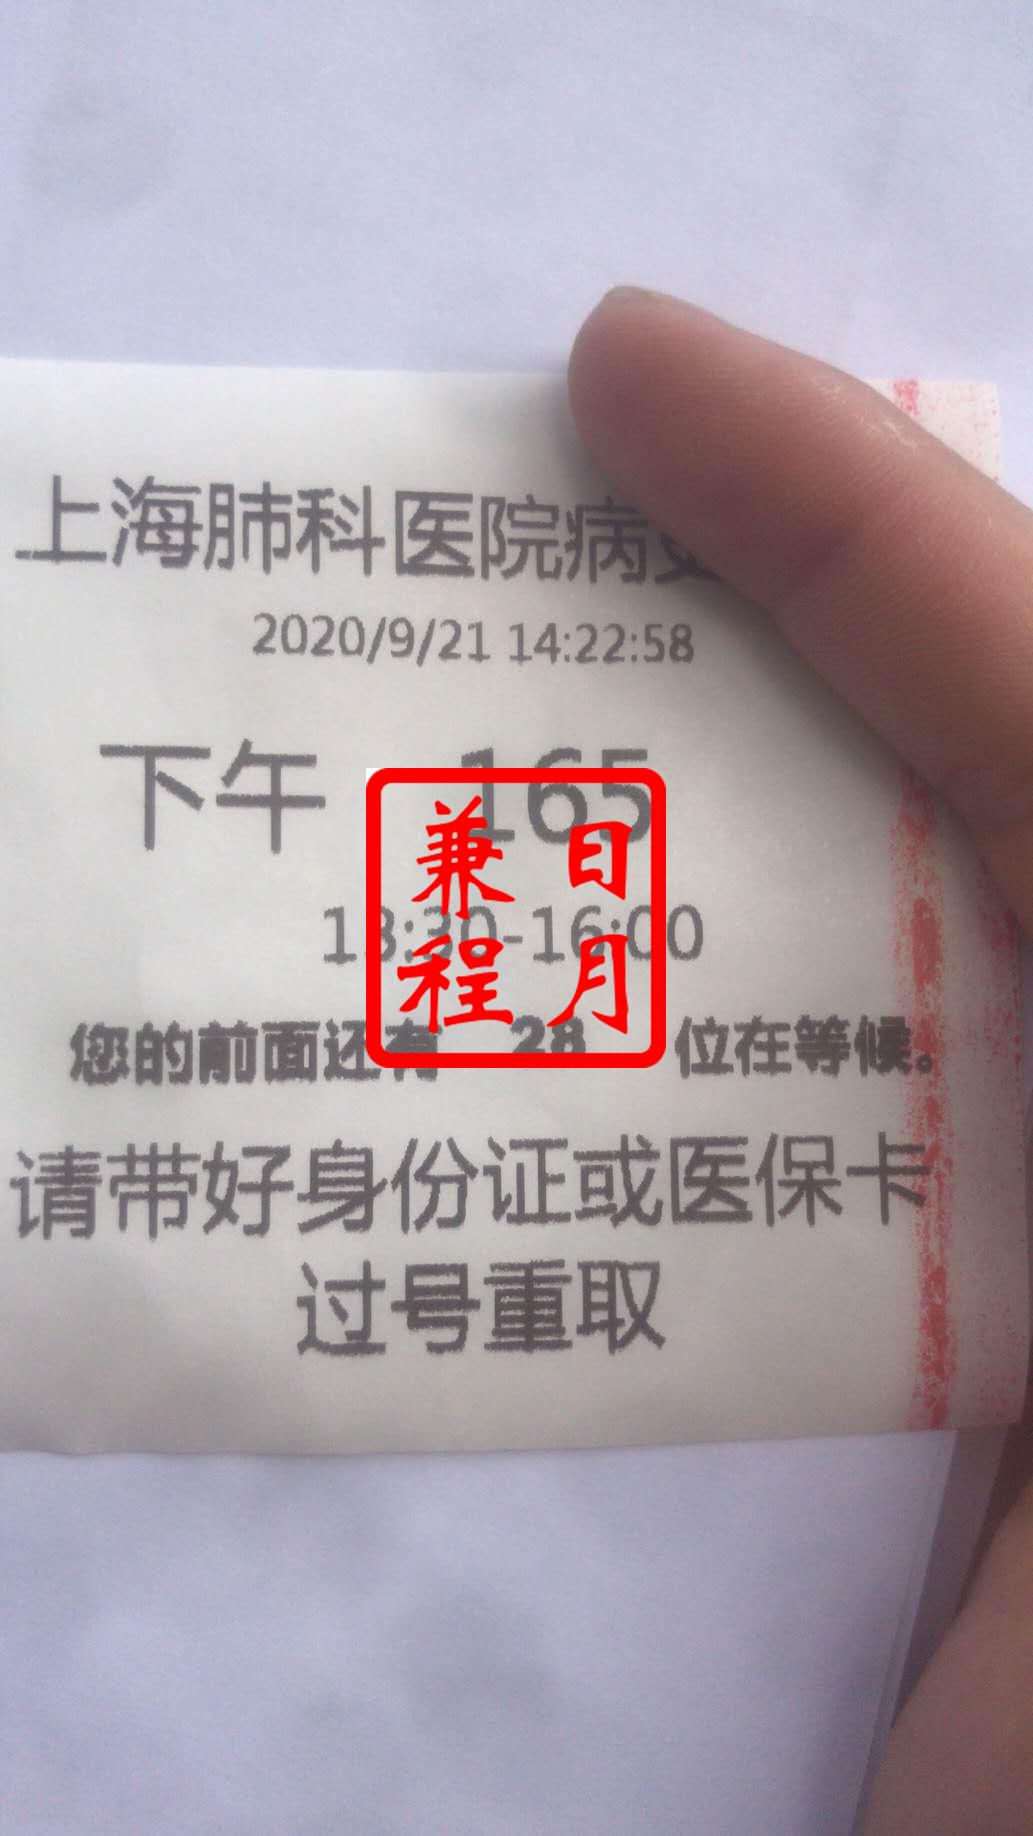 上海肺科医院病
2020/9/21 14:22:58
下午 165
13:30-16:00
您的前面还有 28 位在等候。
请带好身份证或医保卡
过号重取
日月兼程